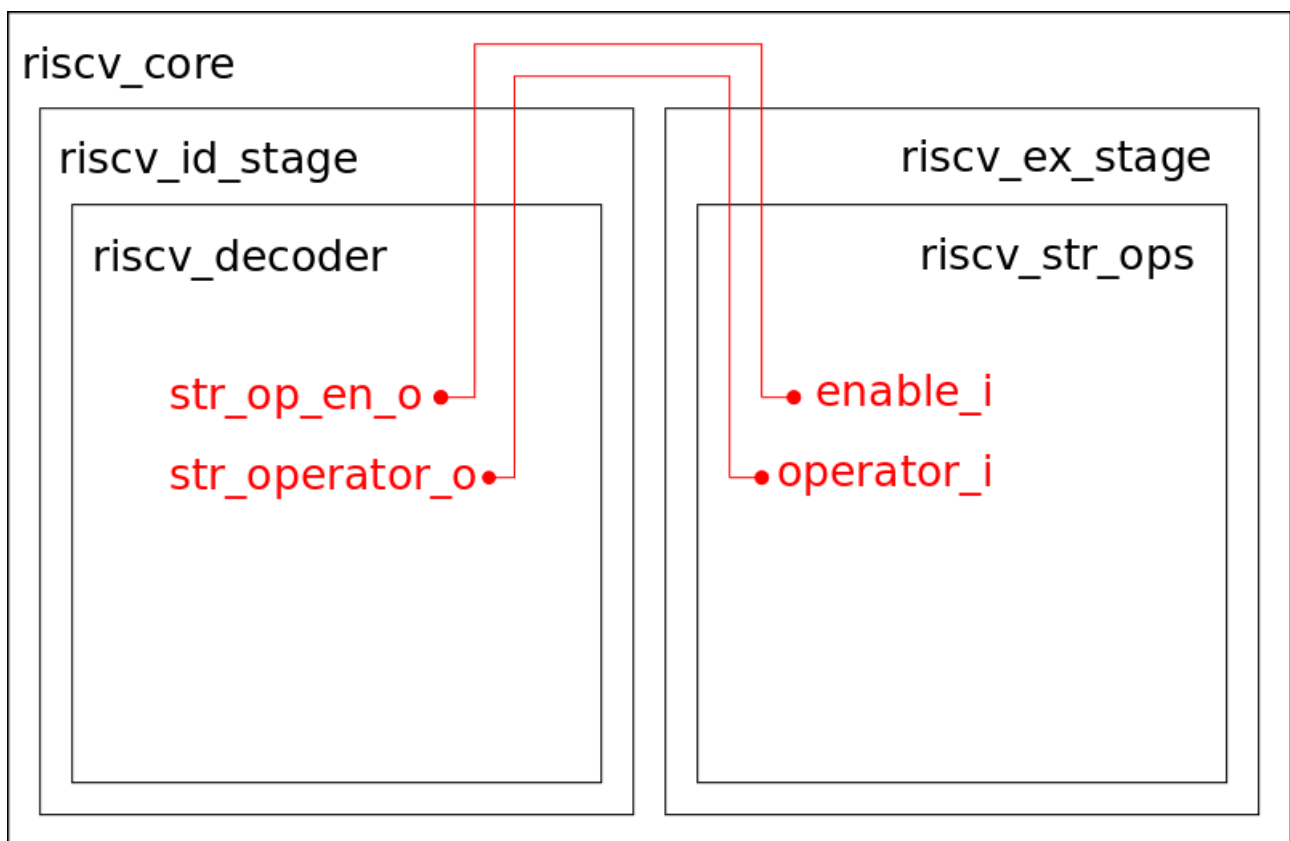 riscv_core
riscv_id_stage
riscv_ex_stage
riscv_decoder
riscv_str_ops
str_op_en_o
enable_i
str_operator_o
operator_i